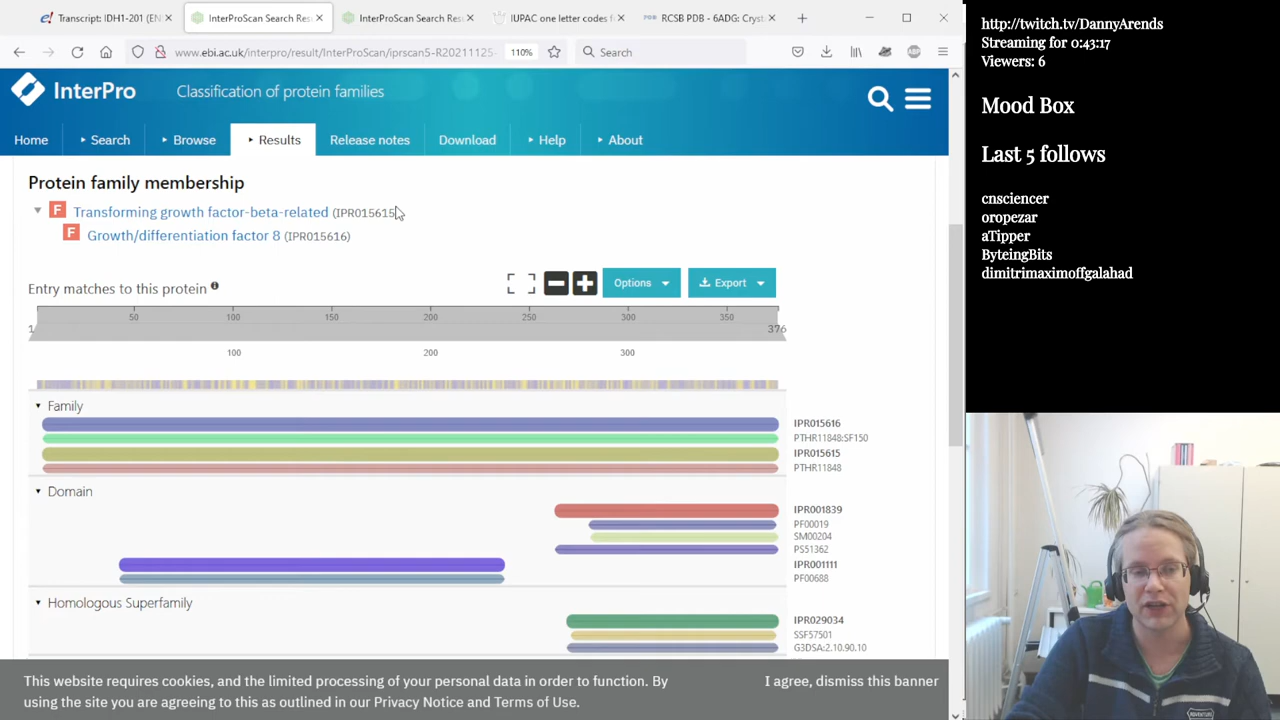 Transcript: IDH1-201 (EN
InterProScan Search Res
InterProScan Search Res
IUPAC one letter codes f
RCSB PDB - 6ADG: Cryst
www.ebi.ac.uk/interpro/result/InterProScan/iprscan5-R20211125-
110%
Search
InterPro
Classification of protein families
Home
Search
Browse
Results
Release notes
Download
Help
About
Protein family membership
F Transforming growth factor-beta-related (IPR015615)
F Growth/differentiation factor 8 (IPR015616)
Entry matches to this protein
Options
Export
50 100 150 200 250 300 350
1 376
100 200 300
Family
IPR015616
PTHR11848:SF150
IPR015615
PTHR11848
Domain
IPR001839
PF00019
SM00204
PS51362
IPR001111
PF00688
Homologous Superfamily
IPR029034
SSF57501
G3DSA:2.10.90.10
This website requires cookies, and the limited processing of your personal data in order to function. By
using the site you are agreeing to this as outlined in our Privacy Notice and Terms of Use.
I agree, dismiss this banner
http://twitch.tv/DannyArends
Streaming for 0:43:17
Viewers: 6
Mood Box
Last 5 follows
cnsciencer
oropezar
aTipper
ByteingBits
dimitrimaximoffgalahad